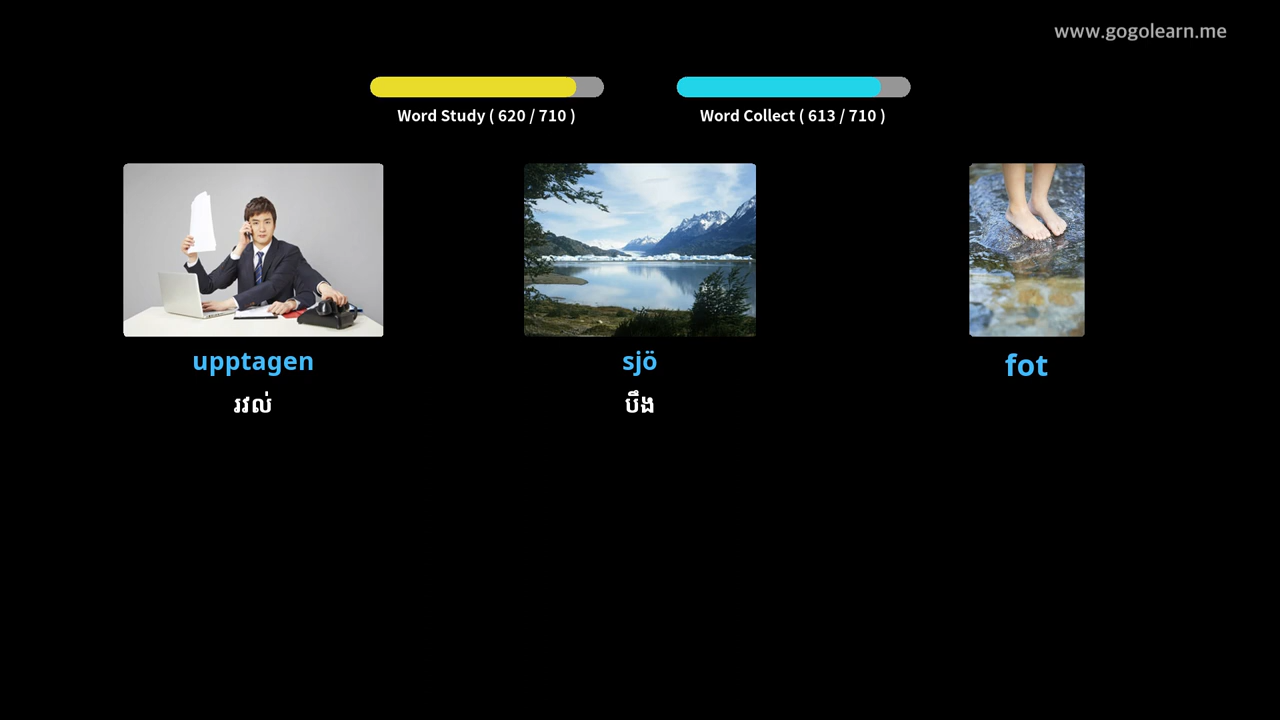 www.gogolearn.me
Word Study ( 620 / 710 )
Word Collect ( 613 / 710 )
upptagen
sjö
fot
រវល់
បឹង